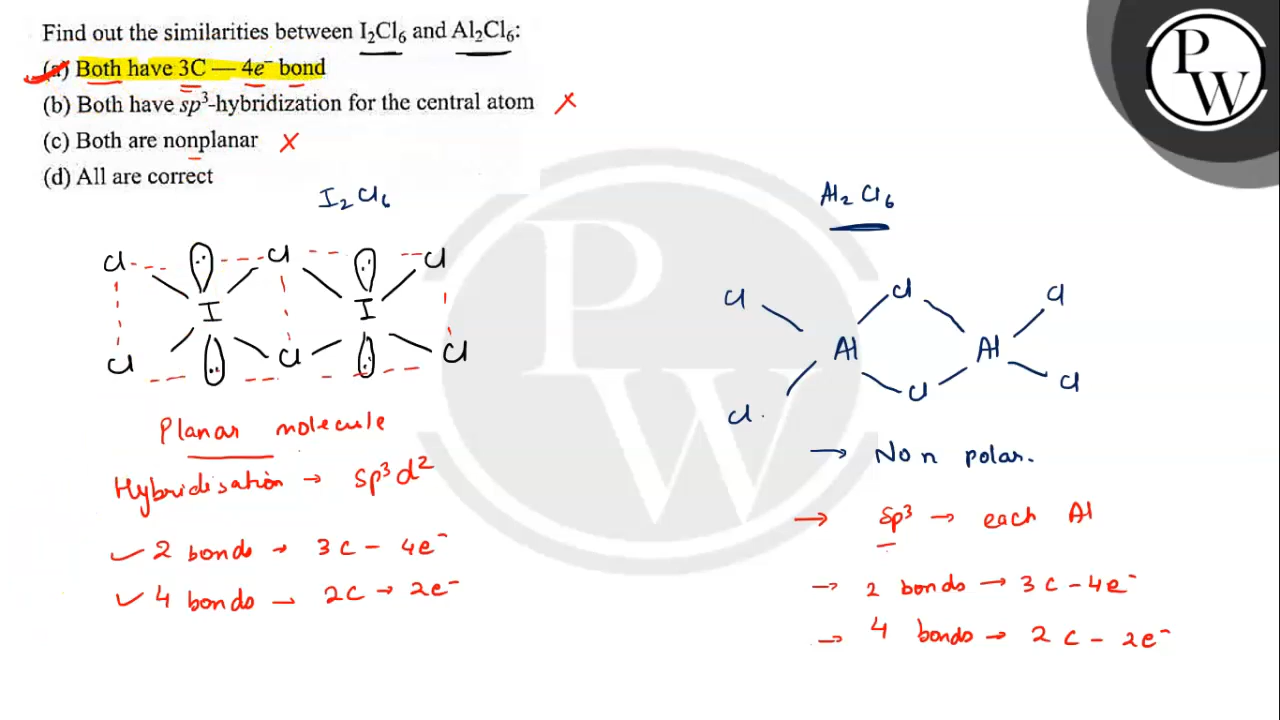 Find out the similarities between I₂Cl₆ and Al₂Cl₆:
(a) Both have 3C — 4e⁻ bond
(b) Both have sp³-hybridization for the central atom ✗
(c) Both are nonplanar ✗
(d) All are correct
PW
I₂Cl₆
Cl Cl Cl
I I
Cl Cl Cl
Planar molecule
Hybridisation → sp³d²
✓ 2 bonds → 3C - 4e⁻
✓ 4 bonds → 2C → 2e⁻
Al₂Cl₆
Cl Cl Cl
Al Al
Cl Cl Cl
→ Non polar.
→ sp³ → each Al
→ 2 bonds → 3C - 4e⁻
→ 4 bonds → 2C - 2e⁻
PW